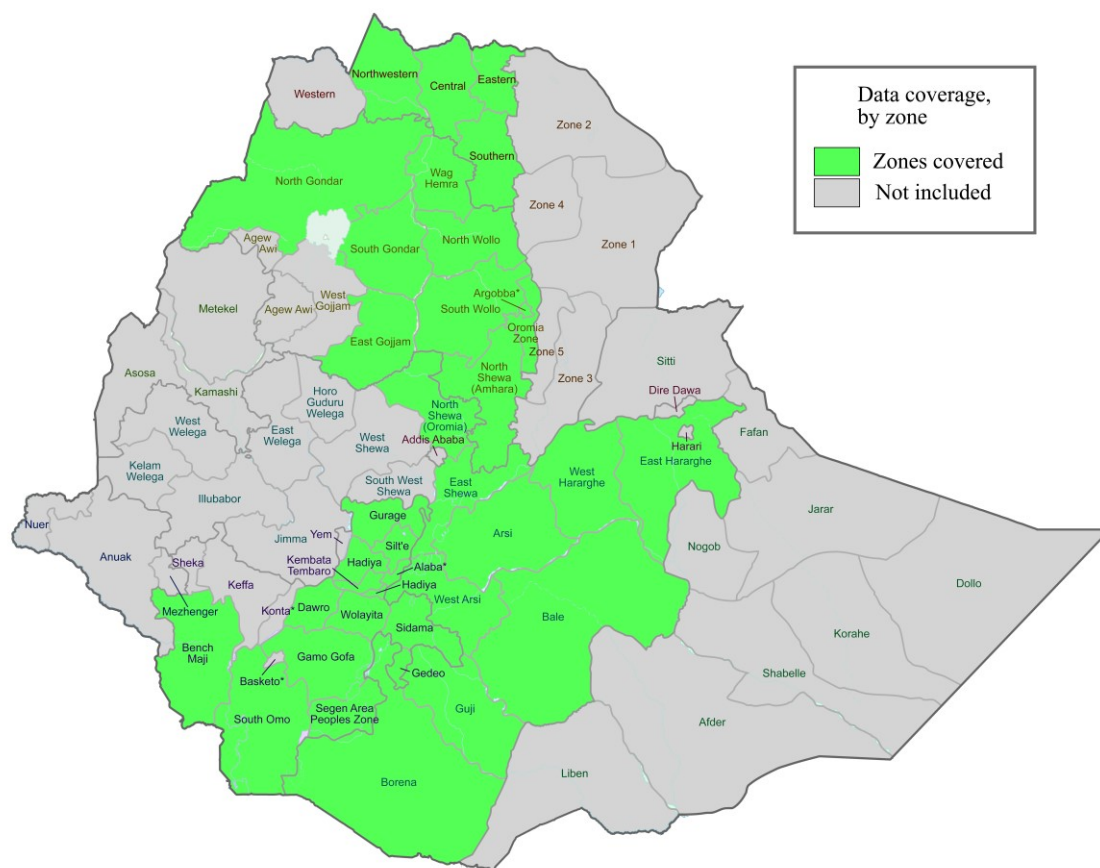 Northwestern
Central
Eastern
Western
Data coverage,
by zone
Zones covered
Not included
Zone 2
Southern
North Gondar
Wag
Hemra
Zone 4
Agew
Awi
South Gondar
North Wollo
Zone 1
Metekel
Agew Awi
West
Gojjam
Argobba*
South Wollo
East Gojjam
Oromia
Zone
Zone 5
Sitti
Asosa
Kamashi
Horo
Guduru
Welega
North
Shewa
(Amhara)
Zone 3
Dire Dawa
West
Welega
East
Welega
West
Shewa
North
Shewa
(Oromia)
Addis Ababa
Harari
East Hararghe
Fafan
Kelam
Welega
South West
Shewa
East
Shewa
West
Hararghe
Illubabor
Gurage
Jarar
Nuer
Anuak
Jimma
Yem
Silt'e
Arsi
Nogob
Sheka
Keffa
Kembata
Tembaro
Hadiya
Alaba*
Hadiya
Dollo
Mezhenger
Konta*
Dawro
Wolayita
West Arsi
Bale
Sidama
Korahe
Bench
Maji
Gamo Gofa
Basketo*
Gedeo
Shabelle
South Omo
Segen Area
Peoples Zone
Guji
Afder
Borena
Liben